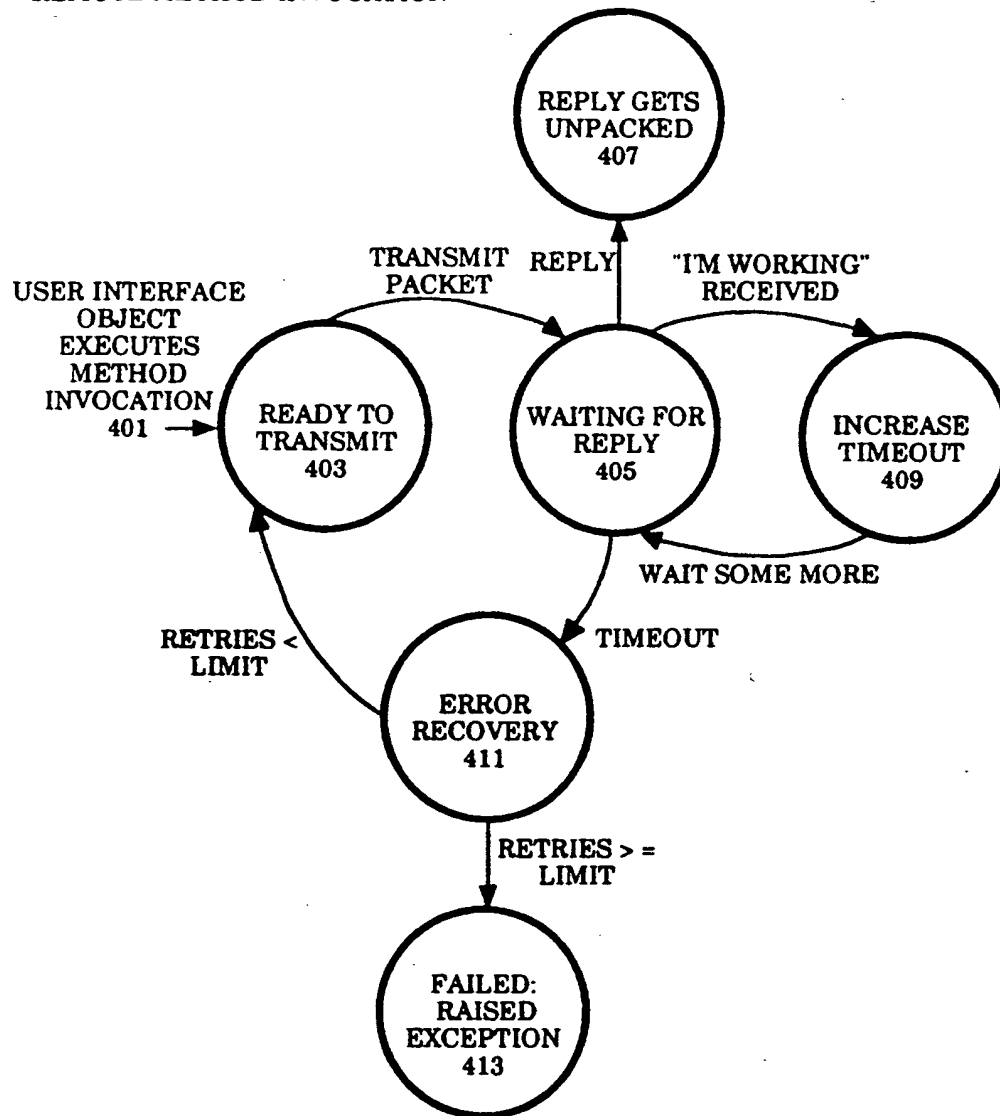 REPLY GETS
UNPACKED
407
TRANSMIT
PACKET
REPLY
"I'M WORKING"
RECEIVED
USER INTERFACE
OBJECT
EXECUTES
METHOD
INVOCATION
401
READY TO
TRANSMIT
403
WAITING FOR
REPLY
405
INCREASE
TIMEOUT
409
WAIT SOME MORE
RETRIES <
LIMIT
TIMEOUT
ERROR
RECOVERY
411
RETRIES > =
LIMIT
FAILED:
RAISED
EXCEPTION
413